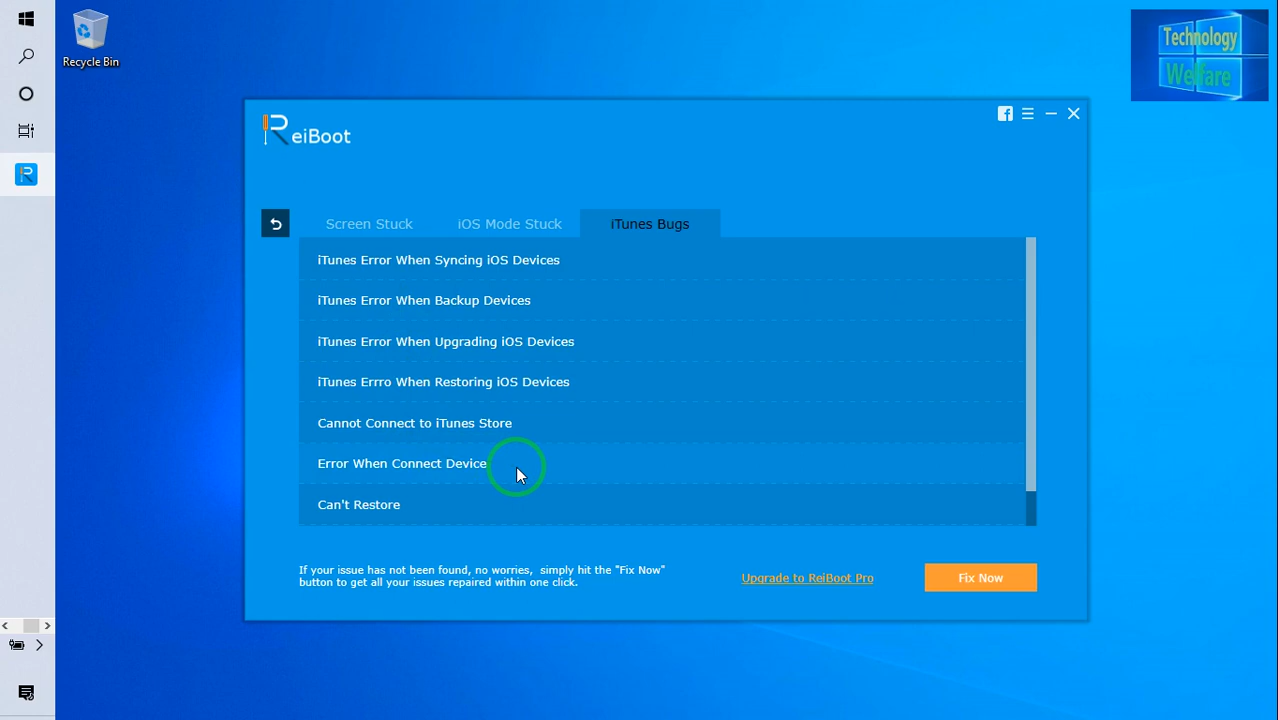 Recycle Bin
Technology
Welfare
ReiBoot
Screen Stuck
iOS Mode Stuck
iTunes Bugs
iTunes Error When Syncing iOS Devices
iTunes Error When Backup Devices
iTunes Error When Upgrading iOS Devices
iTunes Errro When Restoring iOS Devices
Cannot Connect to iTunes Store
Error When Connect Device
Can't Restore
If your issue has not been found, no worries, simply hit the "Fix Now"
button to get all your issues repaired within one click.
Upgrade to ReiBoot Pro
Fix Now